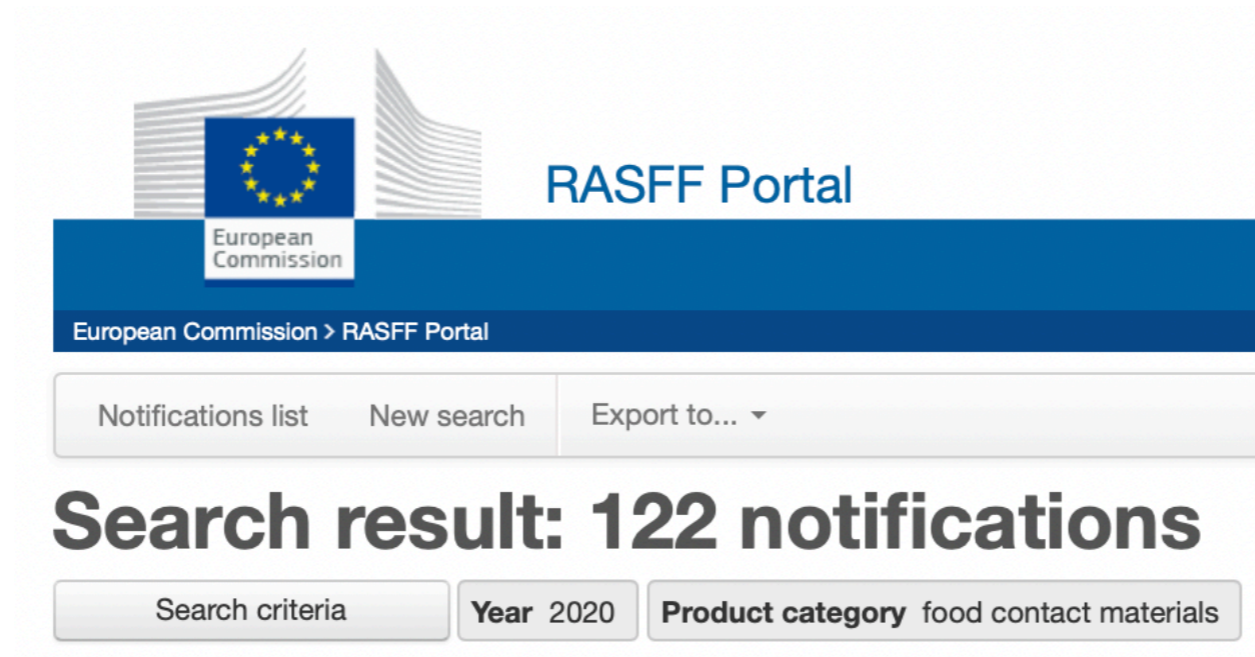 RASFF Portal
European
Commission
European Commission > RASFF Portal
Notifications list New search Export to...
Search result: 122 notifications
Search criteria Year 2020 Product category food contact materials